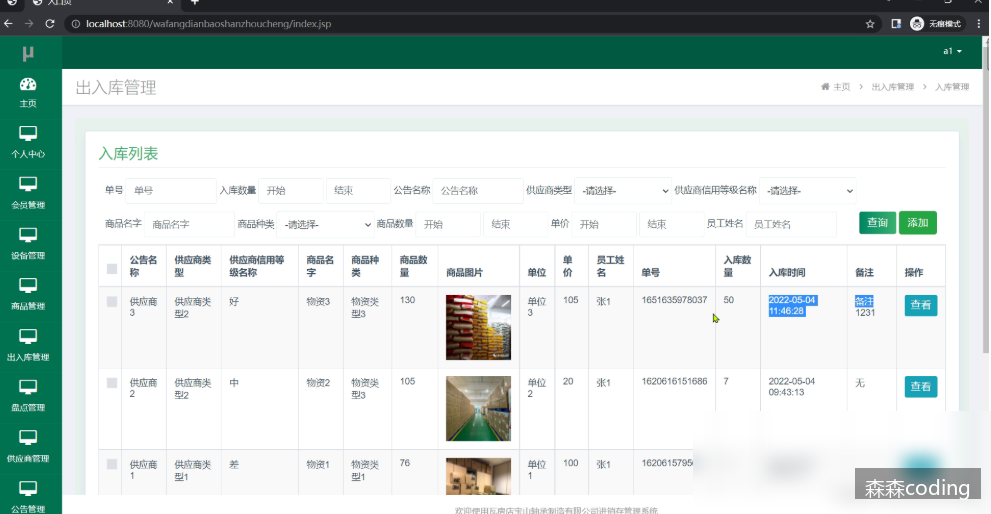 入口页
localhost:8080/wafangdianbaoshanzhoucheng/index.jsp
无痕模式
μ
a1
主页
个人中心
会员管理
设备管理
商品管理
出入库管理
盘点管理
供应商管理
公告管理
出入库管理
主页 > 出入库管理 > 入库管理
入库列表
单号 单号 入库数量 开始 结束 公告名称 公告名称 供应商类型 -请选择- 供应商信用等级名称 -请选择-
商品名字 商品名字 商品种类 -请选择- 商品数量 开始 结束 单价 开始 结束 员工姓名 员工姓名 查询 添加
公告名称 供应商类型 供应商信用等级名称 商品名字 商品种类 商品数量 商品图片 单位 单价 员工姓名 单号 入库数量 入库时间 备注 操作
供应商3 供应商类型2 好 物资3 物资类型3 130 单位3 105 张1 1651635978037 50 2022-05-04 11:46:28 备注1231 查看
供应商2 供应商类型2 中 物资2 物资类型3 105 单位2 20 张1 1620616151686 7 2022-05-04 09:43:13 无 查看
供应商1 供应商类型1 差 物资1 物资类型1 76 单位1 100 张1
欢迎使用瓦房店宝山轴承制造有限公司进销存管理系统
森森coding